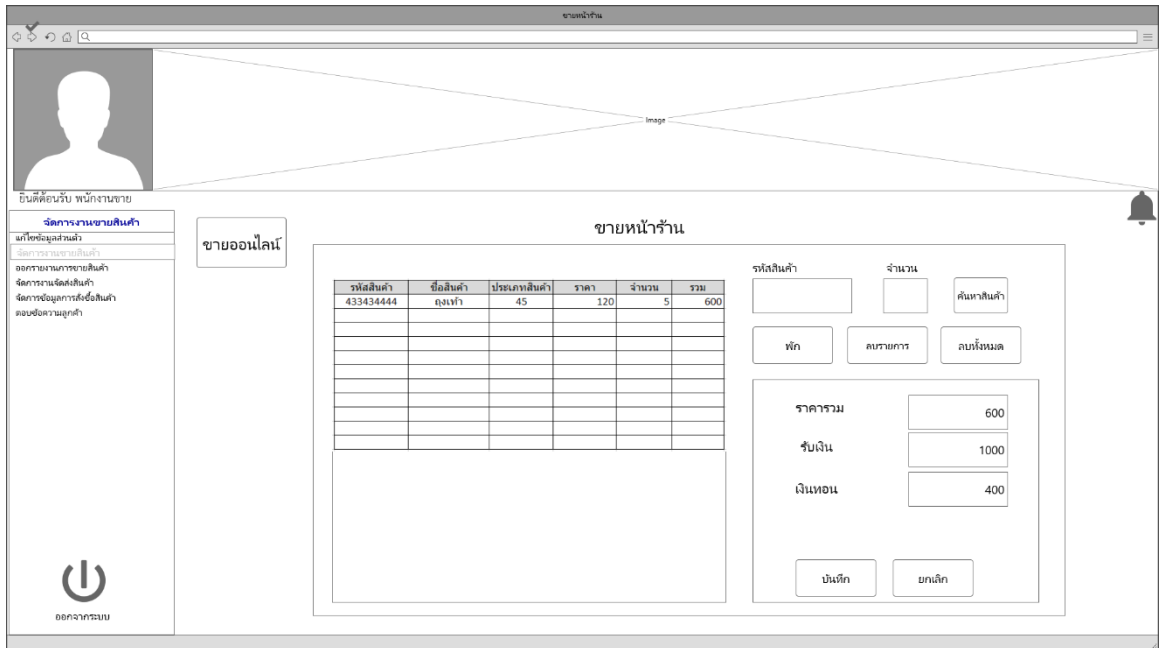 ขายหน้าร้าน
Image
ยินดีต้อนรับ พนักงานขาย
จัดการงานขายสินค้า
แก้ไขข้อมูลส่วนตัว
จัดการงานขายสินค้า
ออกรายงานการขายสินค้า
จัดการงานจัดส่งสินค้า
จัดการข้อมูลการสั่งซื้อสินค้า
ตอบข้อความลูกค้า
ออกจากระบบ
ขายออนไลน์
ขายหน้าร้าน
รหัสสินค้า ชื่อสินค้า ประเภทสินค้า ราคา จำนวน รวม
433434444 ถุงเท้า 45 120 5 600
รหัสสินค้า จำนวน
ค้นหาสินค้า
พัก ลบรายการ ลบทั้งหมด
ราคารวม 600
รับเงิน 1000
เงินทอน 400
บันทึก ยกเลิก